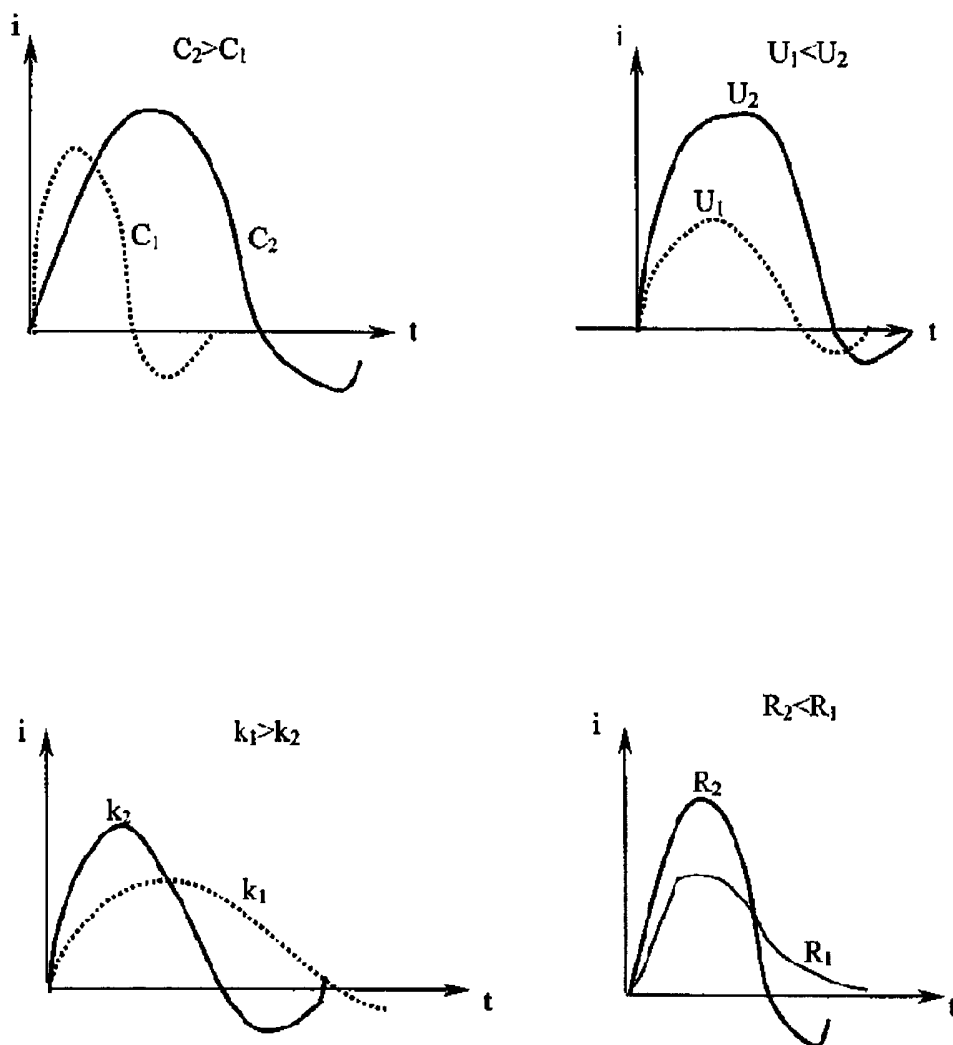 i
C₂>C₁
C₁
C₂
t
i
U₁<U₂
U₂
U₁
t
i
k₁>k₂
k₂
k₁
t
i
R₂<R₁
R₂
R₁
t